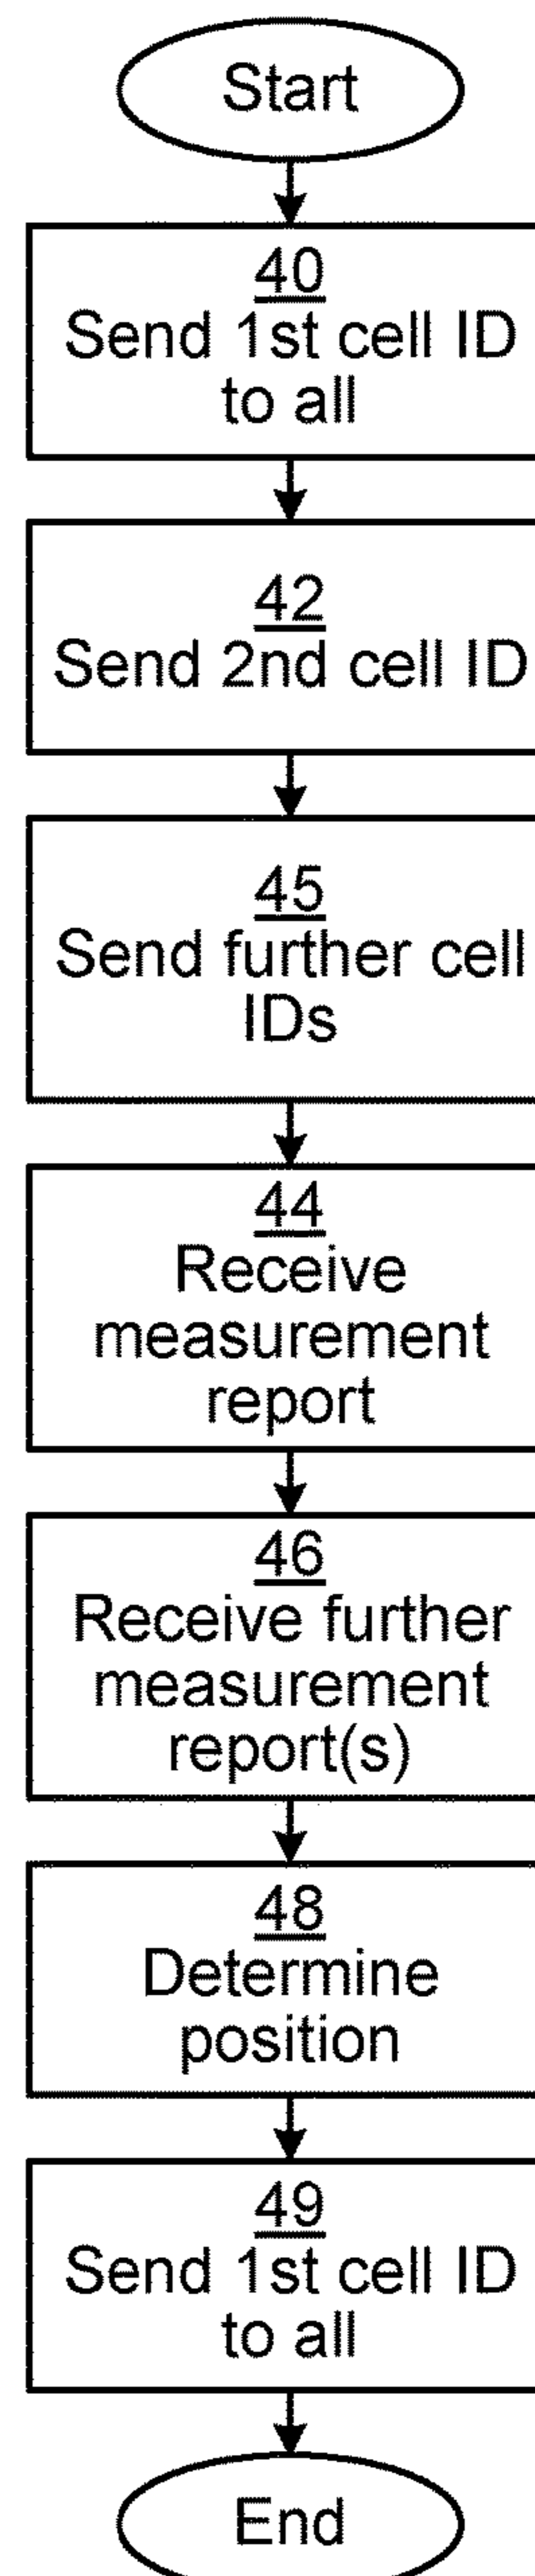 Start
40
Send 1st cell ID
to all
42
Send 2nd cell ID
45
Send further cell
IDs
44
Receive
measurement
report
46
Receive further
measurement
report(s)
48
Determine
position
49
Send 1st cell ID
to all
End